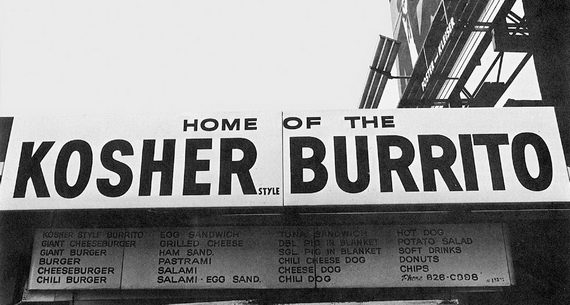 HOME OF THE
KOSHER STYLE BURRITO
KOSHER STYLE BURRITO EGG SANDWICH TUNA SANDWICH HOT DOG
GIANT CHEESEBURGER GRILLED CHEESE DBL PIG IN BLANKET POTATO SALAD
GIANT BURGER HAM SAND. SGL PIG IN BLANKET SOFT DRINKS
BURGER PASTRAMI CHILI CHEESE DOG DONUTS
CHEESEBURGER SALAMI CHEESE DOG CHIPS
CHILI BURGER SALAMI - EGG SAND. CHILI DOG Phone 626-